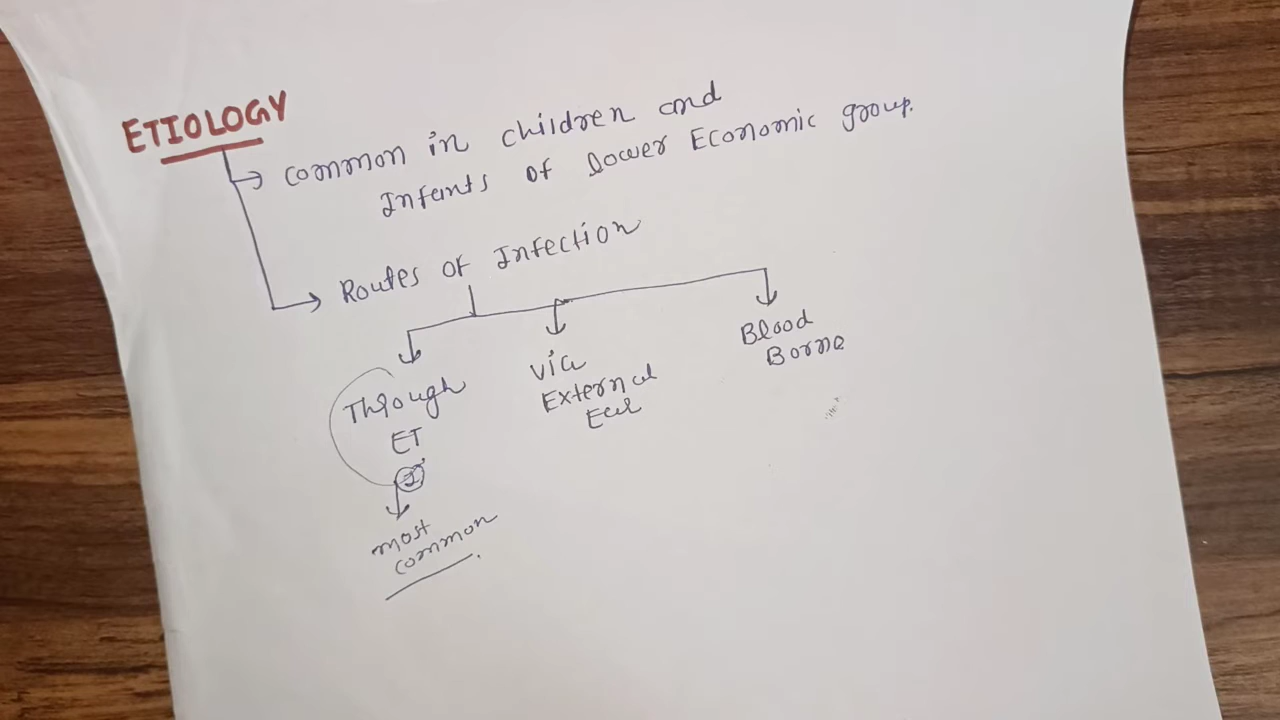 ETIOLOGY
Common in children and
Infants of lower Economic group.
Routes of Infection
Through
ET
most
common.
via
External
Ear
Blood
Borne